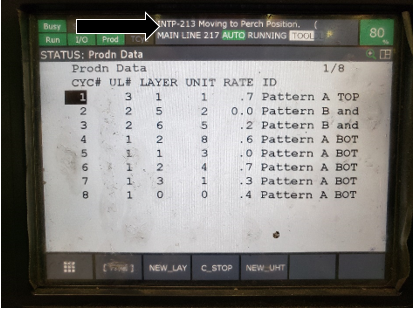 Busy INTP-213 Moving to Perch Position. (
Run I/O Prod MAIN LINE 217 AUTO RUNNING TOOL 80 %
STATUS: Prodn Data
Prodn Data 1/8
CYC# UL# LAYER UNIT RATE ID
1 3 1 1 .7 Pattern A TOP
2 2 5 2 0.0 Pattern B and
3 2 6 5 .2 Pattern B and
4 1 2 8 .6 Pattern A BOT
5 1 1 3 .0 Pattern A BOT
6 1 2 4 .7 Pattern A BOT
7 1 3 1 .3 Pattern A BOT
8 1 0 0 .4 Pattern A BOT
[TYPE] NEW_LAY C_STOP NEW_UHT